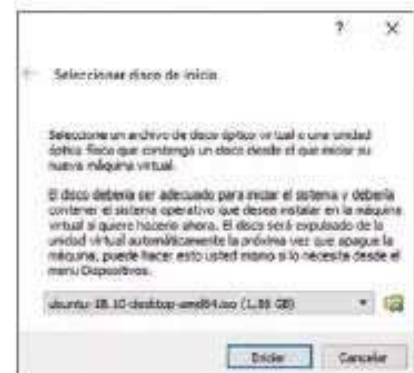 ? ×
Seleccionar disco de inicio
Seleccione un archivo de disco óptico virtual o una unidad
óptica física que contenga un disco desde el que iniciar su
nueva máquina virtual.
El disco debería ser adecuado para iniciar el sistema y debería
contener el sistema operativo que desea instalar en la máquina
virtual si quiere hacerlo ahora. El disco será expulsado de la
unidad virtual automáticamente la próxima vez que apague la
máquina, puede hacer esto usted mismo si lo necesita desde el
menú Dispositivos.
ubuntu-18.10-desktop-amd64.iso (1,86 GB)
Iniciar Cancelar